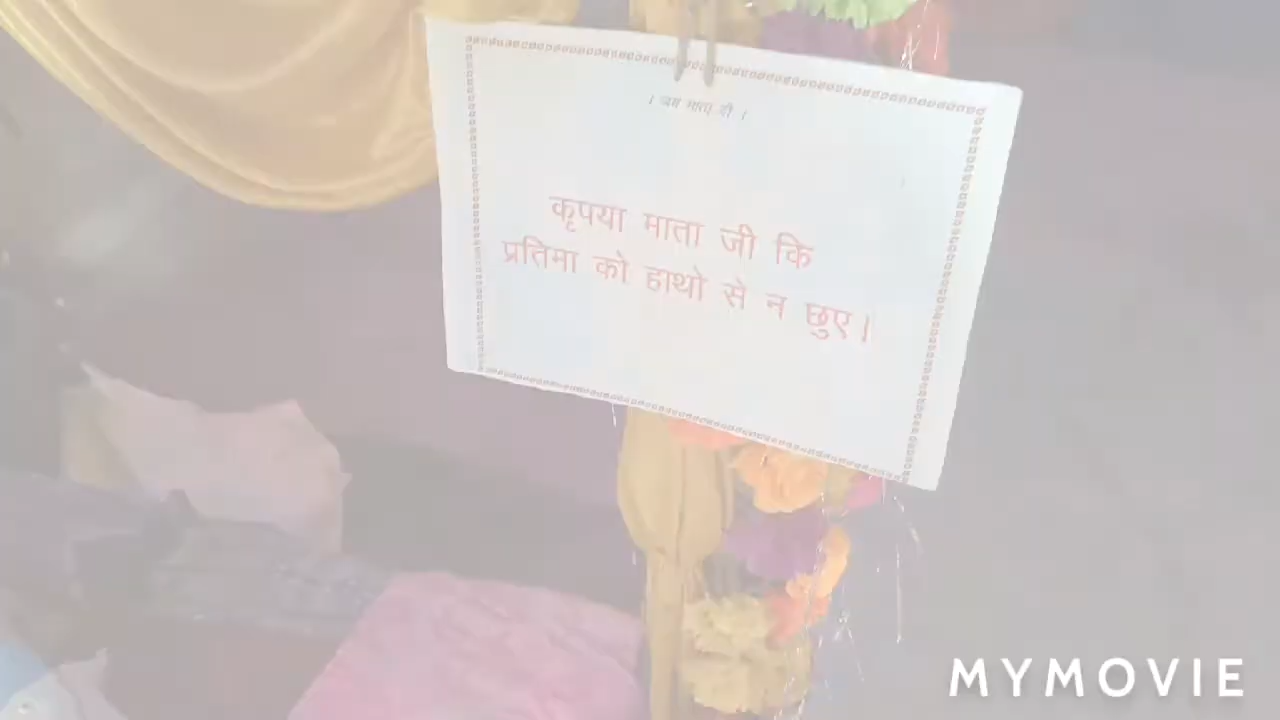 । जय माता दी ।
कृपया माता जी कि
प्रतिमा को हाथो से न छुए।
MYMOVIE